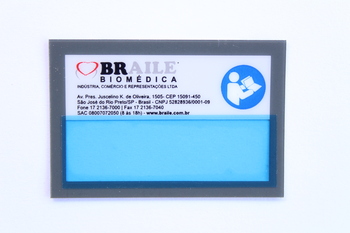 BRAILE®
BIOMÉDICA
INDÚSTRIA, COMÉRCIO E REPRESENTAÇÕES LTDA
Av. Pres. Juscelino K. de Oliveira, 1505- CEP 15091-450
São José do Rio Preto/SP - Brasil - CNPJ 52828936/0001-09
Fone 17 2136-7000 | Fax 17 2136-7040
SAC 08007072050 (8 às 18h) - www.braile.com.br